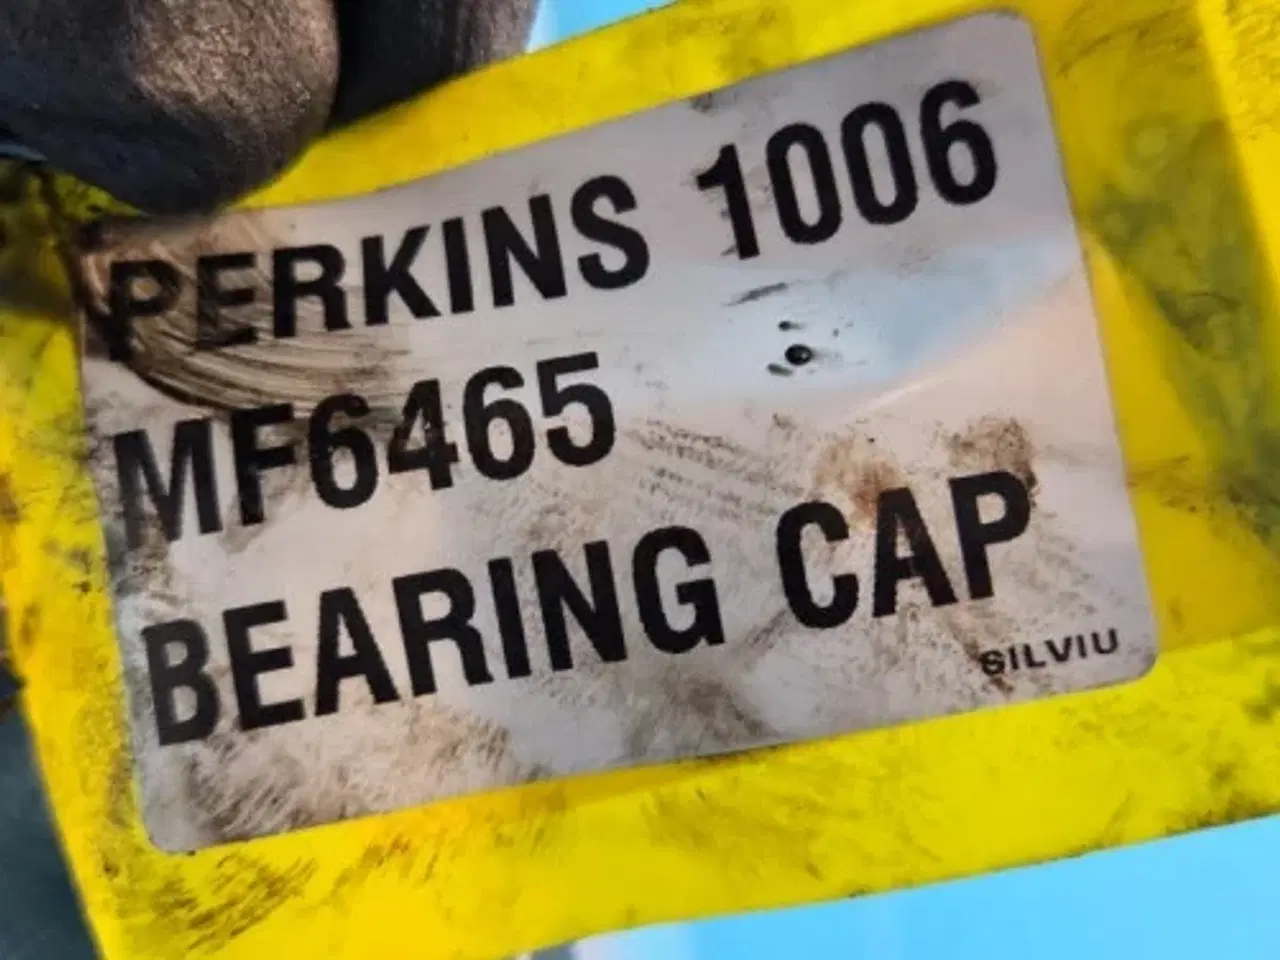 PERKINS 1006
MF6465
BEARING CAP
SILVIU